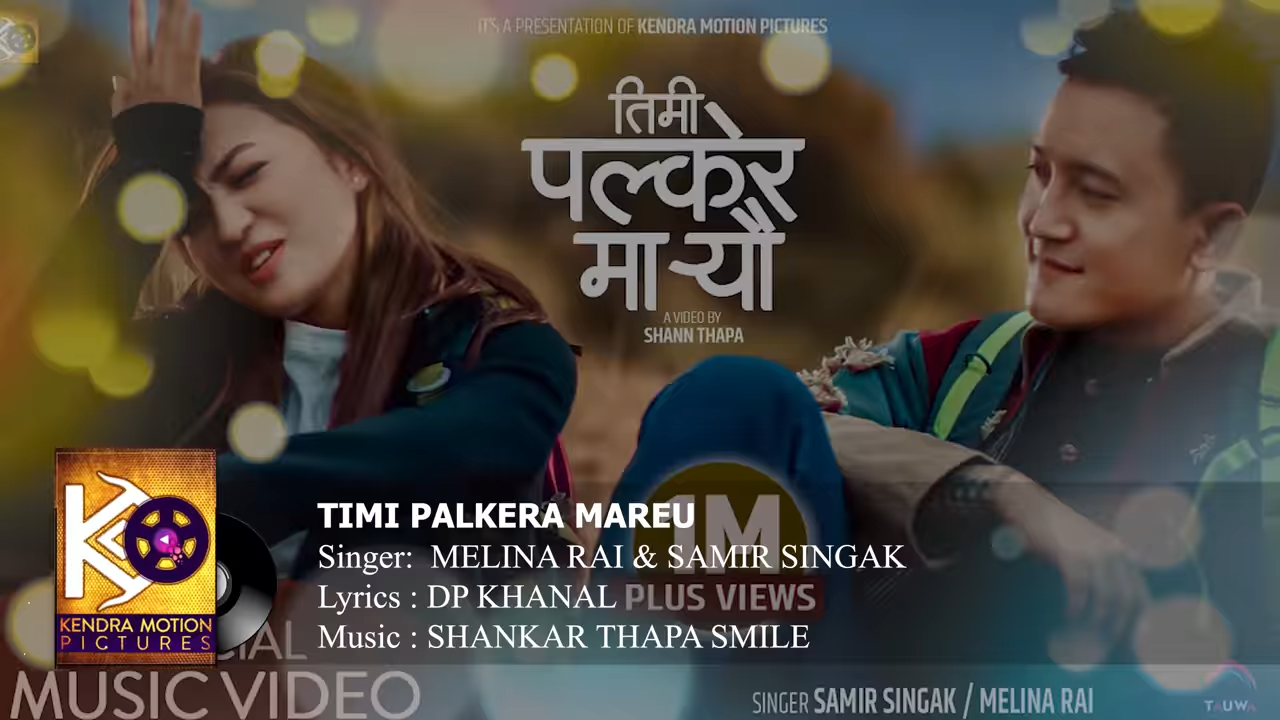 IT'S A PRESENTATION OF KENDRA MOTION PICTURES
तिमी
पल्केर
मा‍र्‍यौ
A VIDEO BY
SHANN THAPA
TIMI PALKERA MAREU
1M
Singer: MELINA RAI & SAMIR SINGAK
Lyrics : DP KHANAL
PLUS VIEWS
Music : SHANKAR THAPA SMILE
KENDRA MOTION
PICTURES
MUSIC VIDEO
SINGER SAMIR SINGAK / MELINA RAI
TAUWA